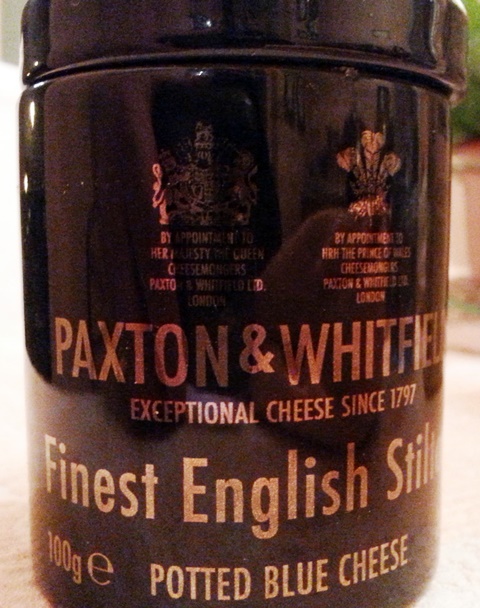 BY APPOINTMENT TO
HER MAJESTY THE QUEEN
CHEESEMONGERS
PAXTON & WHITFIELD LTD.
LONDON
BY APPOINTMENT TO
HRH THE PRINCE OF WALES
CHEESEMONGERS
PAXTON & WHITFIELD LTD.
LONDON
PAXTON & WHITFIEL
EXCEPTIONAL CHEESE SINCE 1797
Finest English Stilt
100g e
POTTED BLUE CHEESE